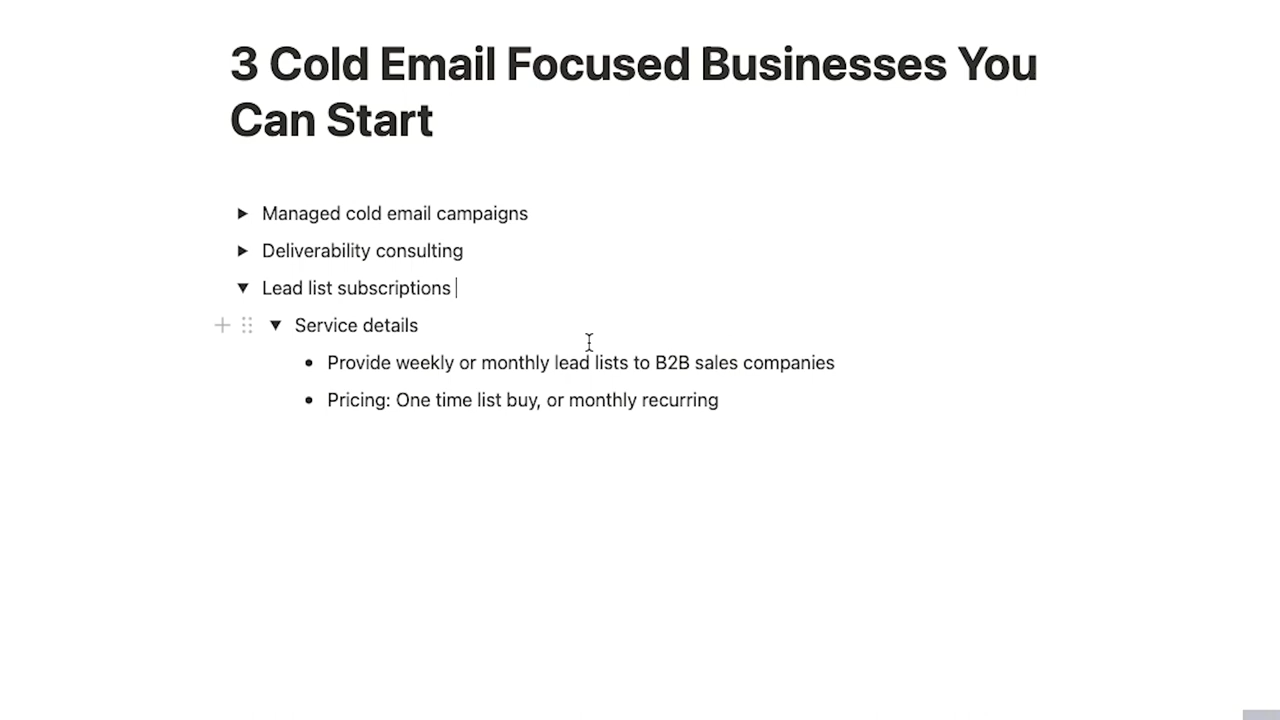 3 Cold Email Focused Businesses You
Can Start
Managed cold email campaigns
Deliverability consulting
Lead list subscriptions
Service details
Provide weekly or monthly lead lists to B2B sales companies
Pricing: One time list buy, or monthly recurring